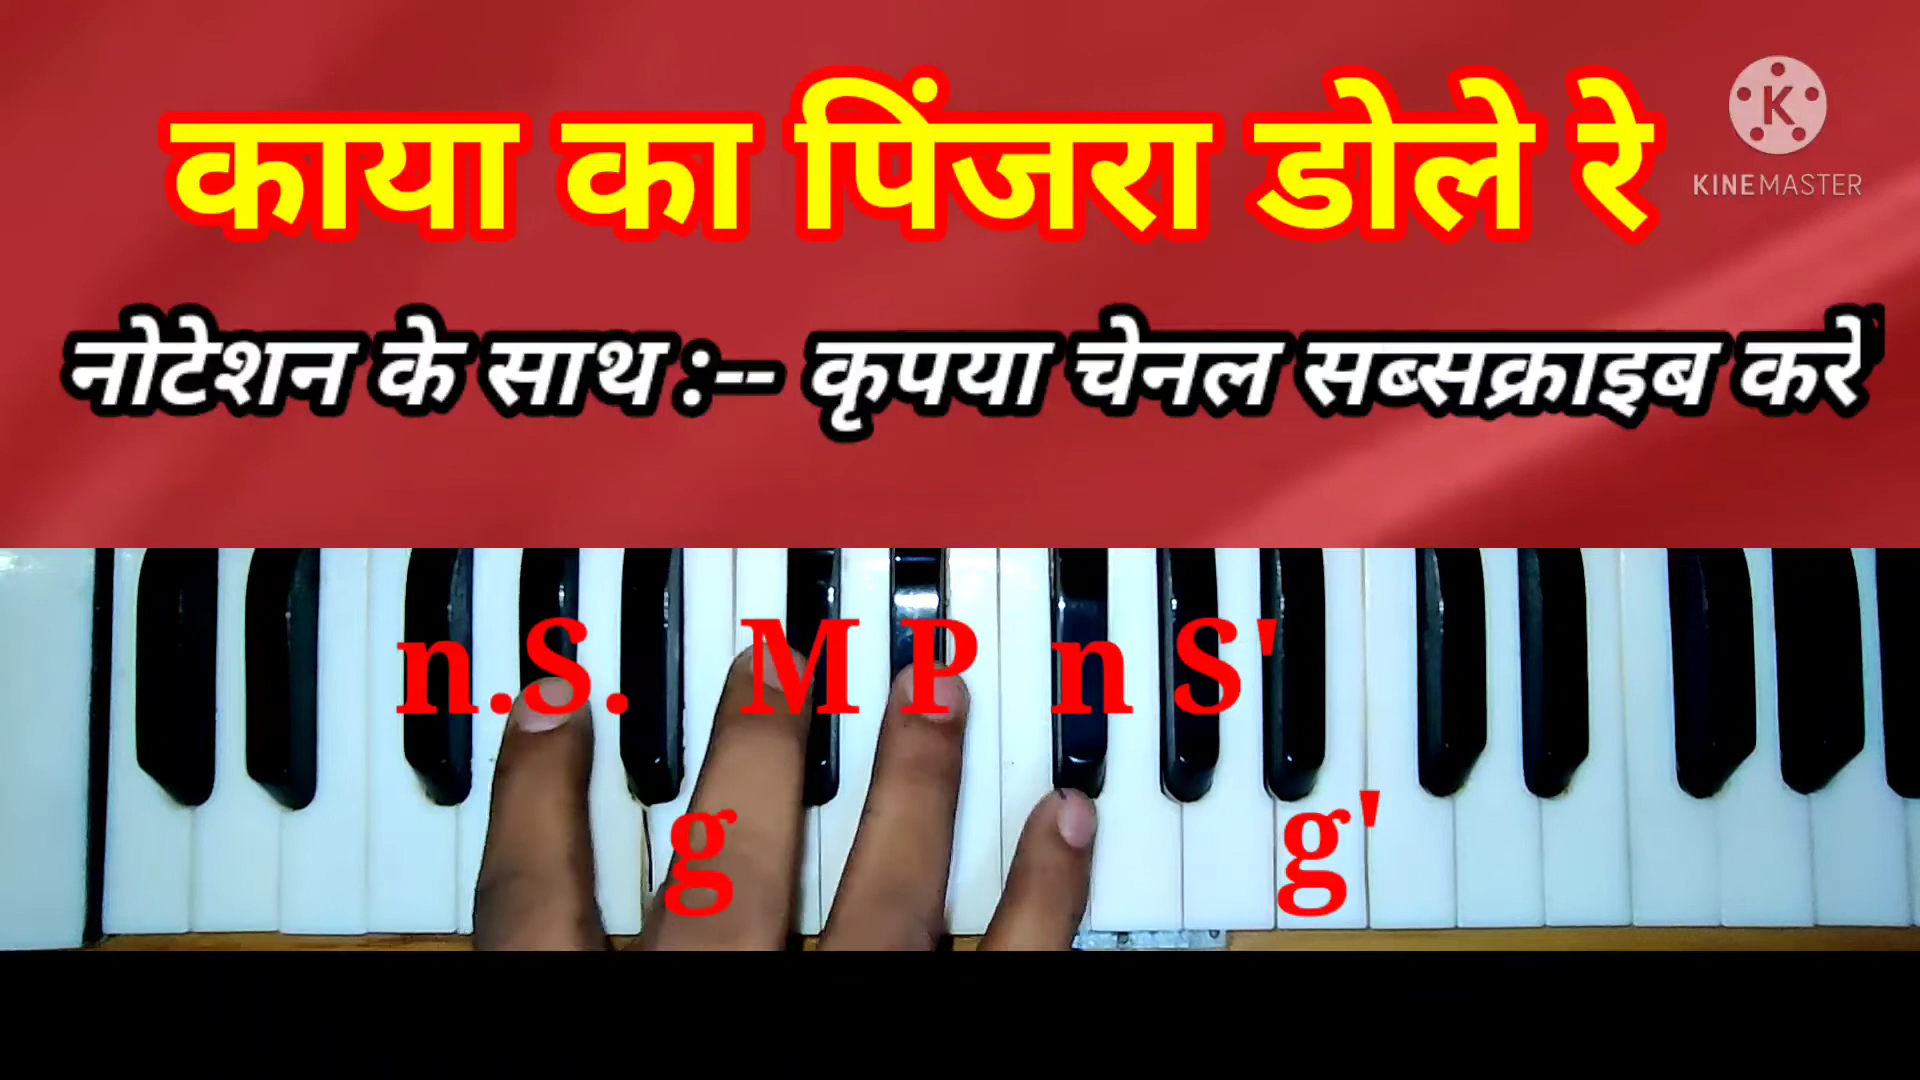 काया का पिंजरा डोले रे
K
KINEMASTER
नोटेशन के साथ :-- कृपया चेनल सब्सक्राइब करे
n.S. M P n S'
g g'